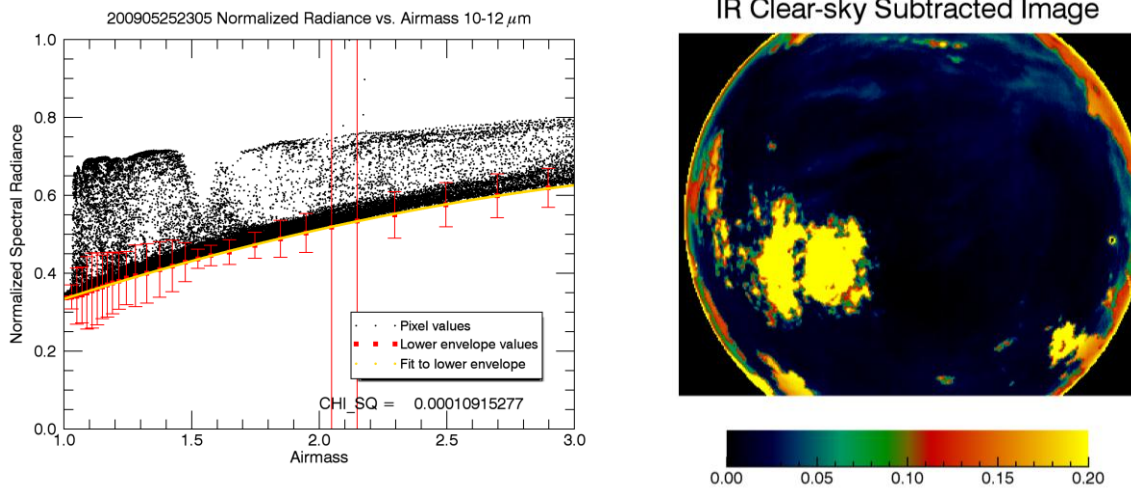 200905252305 Normalized Radiance vs. Airmass 10-12 μm
1.0
0.8
0.6
0.4
0.2
0.0
Normalized Spectral Radiance
Pixel values
Lower envelope values
Fit to lower envelope
CHI_SQ = 0.00010915277
1.0 1.5 2.0 2.5 3.0
Airmass
IR Clear-sky Subtracted Image
0.00 0.05 0.10 0.15 0.20